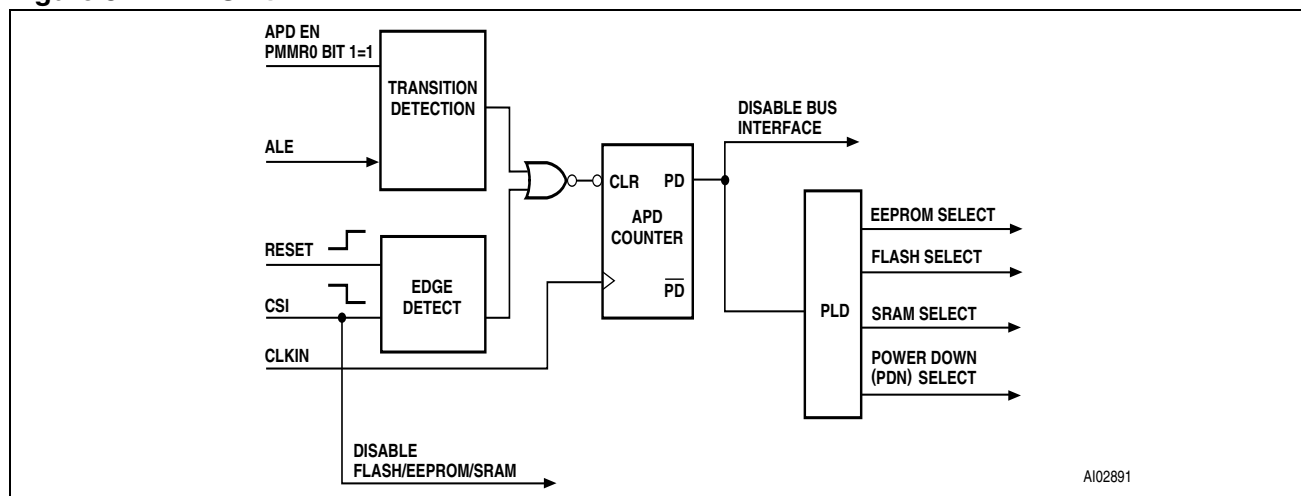 APD EN
PMMR0 BIT 1=1
TRANSITION
DETECTION
ALE
RESET
CSI
EDGE
DETECT
CLKIN
CLR
PD
APD
COUNTER
PD
DISABLE BUS
INTERFACE
PLD
EEPROM SELECT
FLASH SELECT
SRAM SELECT
POWER DOWN
(PDN) SELECT
DISABLE
FLASH/EEPROM/SRAM
AI02891